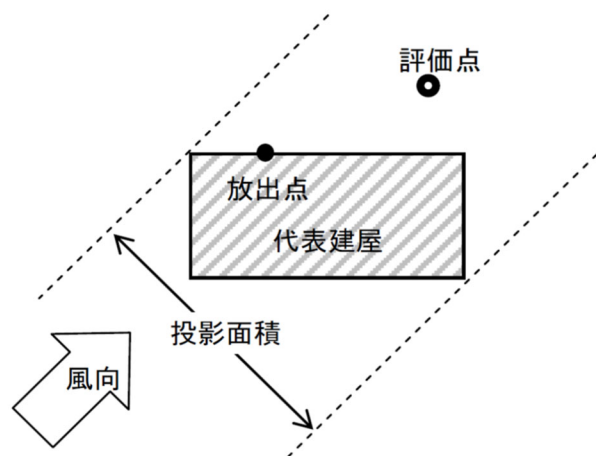 評価点
放出点
代表建屋
投影面積
風向